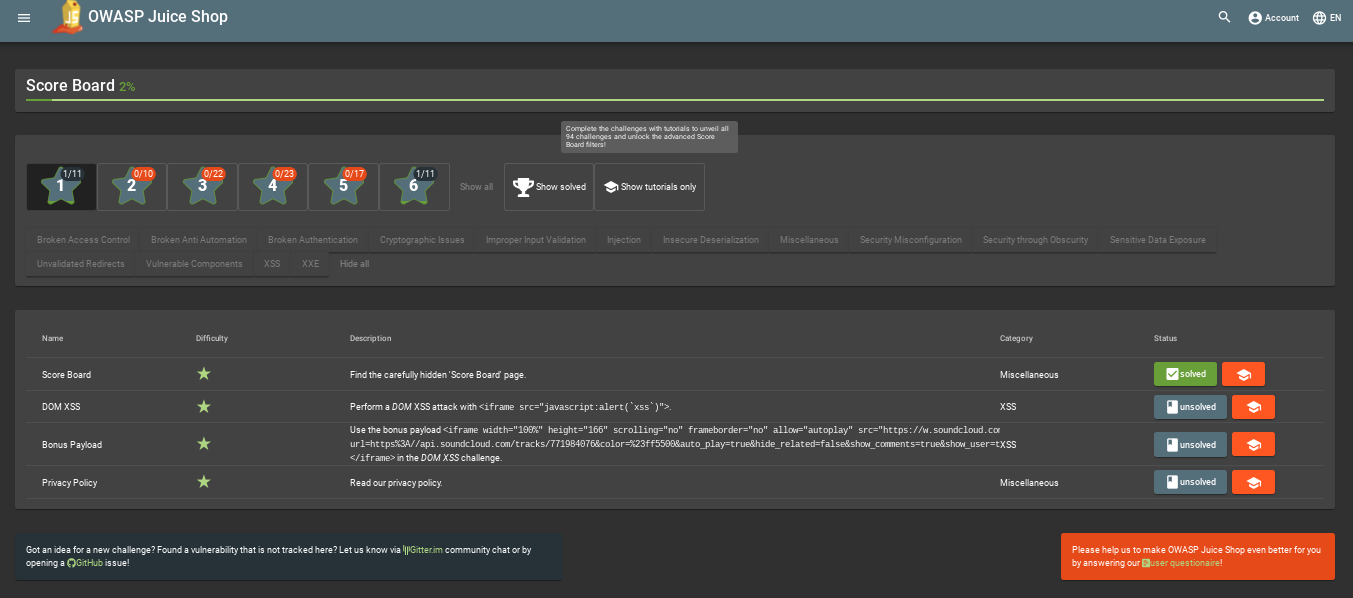 OWASP Juice Shop
Account
EN
Score Board 2%
Complete the challenges with tutorials to unveil all
94 challenges and unlock the advanced Score
Board filters!
1 1/11
2 0/10
3 0/22
4 0/23
5 0/17
6 1/11
Show all
Show solved
Show tutorials only
Broken Access Control Broken Anti Automation Broken Authentication Cryptographic Issues Improper Input Validation Injection Insecure Deserialization Miscellaneous Security Misconfiguration Security through Obscurity Sensitive Data Exposure
Unvalidated Redirects Vulnerable Components XSS XXE Hide all
Name Difficulty Description Category Status
Score Board Find the carefully hidden 'Score Board' page. Miscellaneous solved
DOM XSS Perform a DOM XSS attack with <iframe src="javascript:alert(`xss`)">. XSS unsolved
Use the bonus payload <iframe width="100%" height="166" scrolling="no" frameborder="no" allow="autoplay" src="https://w.soundcloud.con
Bonus Payload url=https%3A//api.soundcloud.com/tracks/771984076&color=%23ff5500&auto_play=true&hide_related=false&show_comments=true&show_user=t XSS unsolved
</iframe> in the DOM XSS challenge.
Privacy Policy Read our privacy policy. Miscellaneous unsolved
Got an idea for a new challenge? Found a vulnerability that is not tracked here? Let us know via Gitter.im community chat or by
opening a GitHub issue!
Please help us to make OWASP Juice Shop even better for you
by answering our user questionaire!